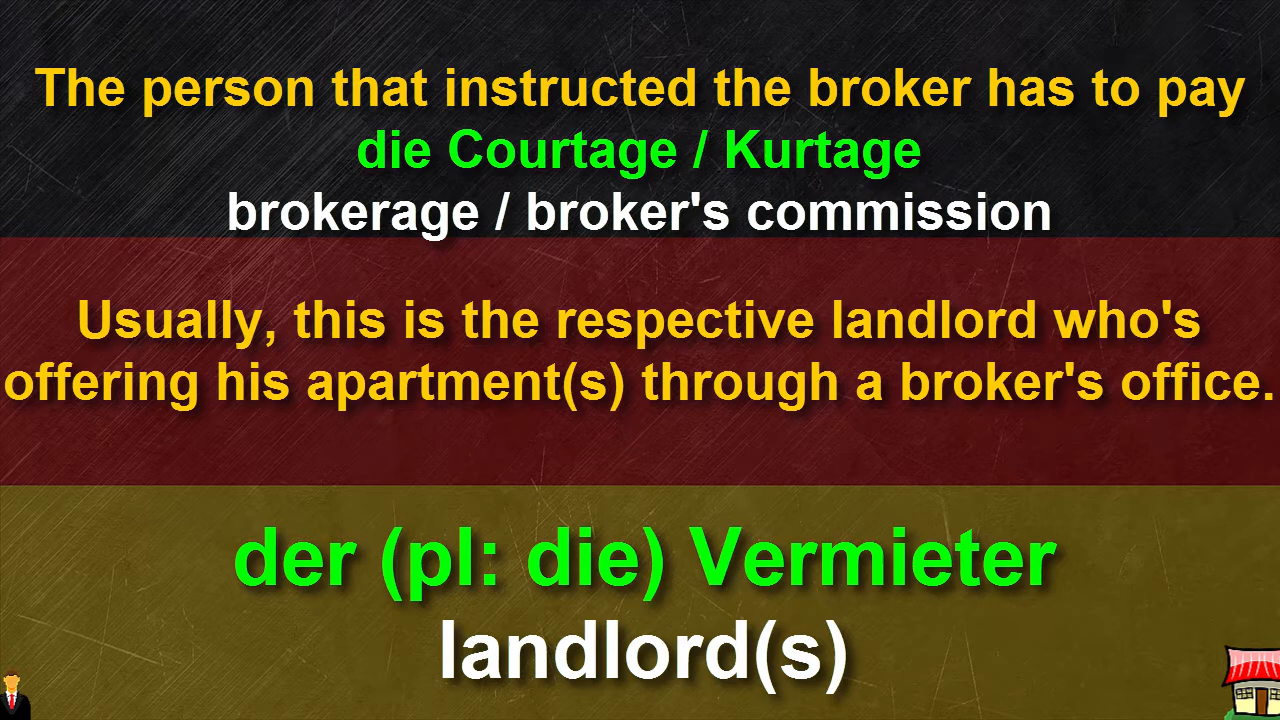 The person that instructed the broker has to pay
die Courtage / Kurtage
brokerage / broker's commission
Usually, this is the respective landlord who's
offering his apartment(s) through a broker's office.
der (pl: die) Vermieter
landlord(s)